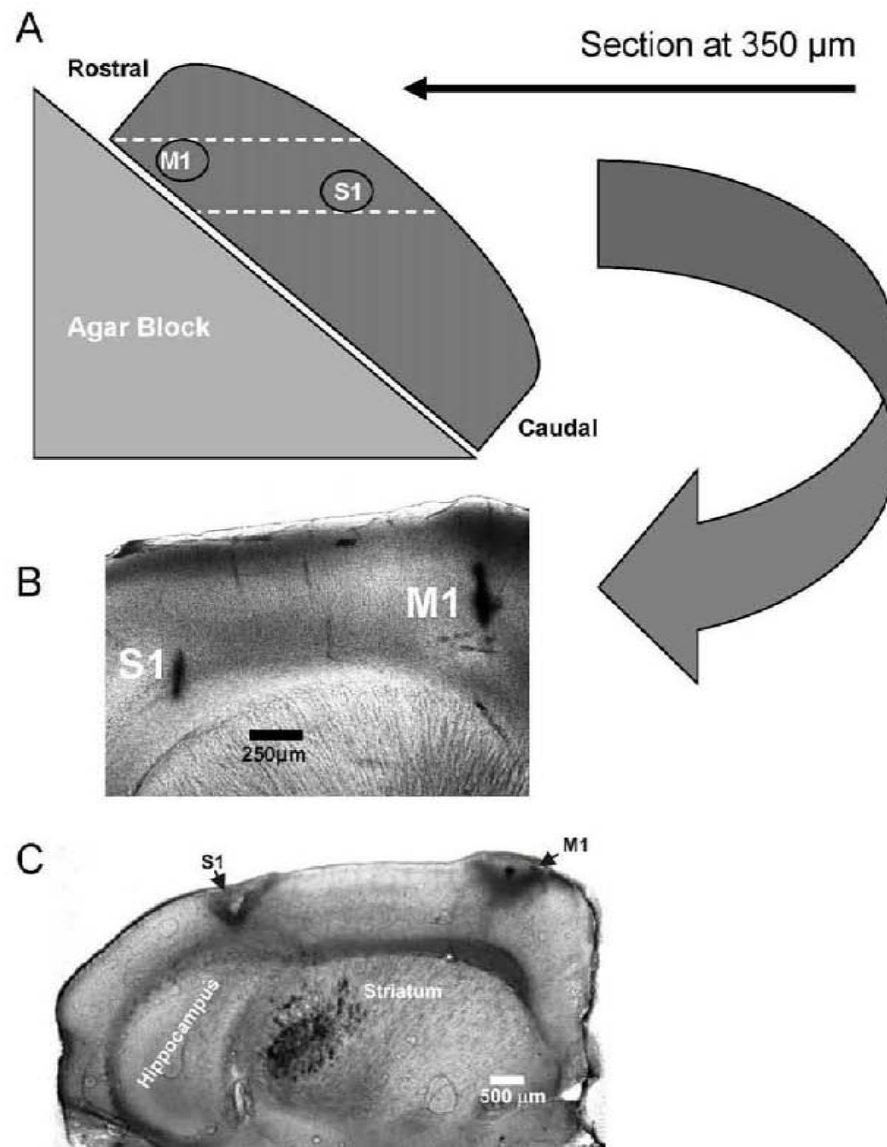 A
Section at 350 µm
Rostral
M1
S1
Agar Block
Caudal
B
M1
S1
250µm
C
S1
M1
Hippocampus
Striatum
500 µm